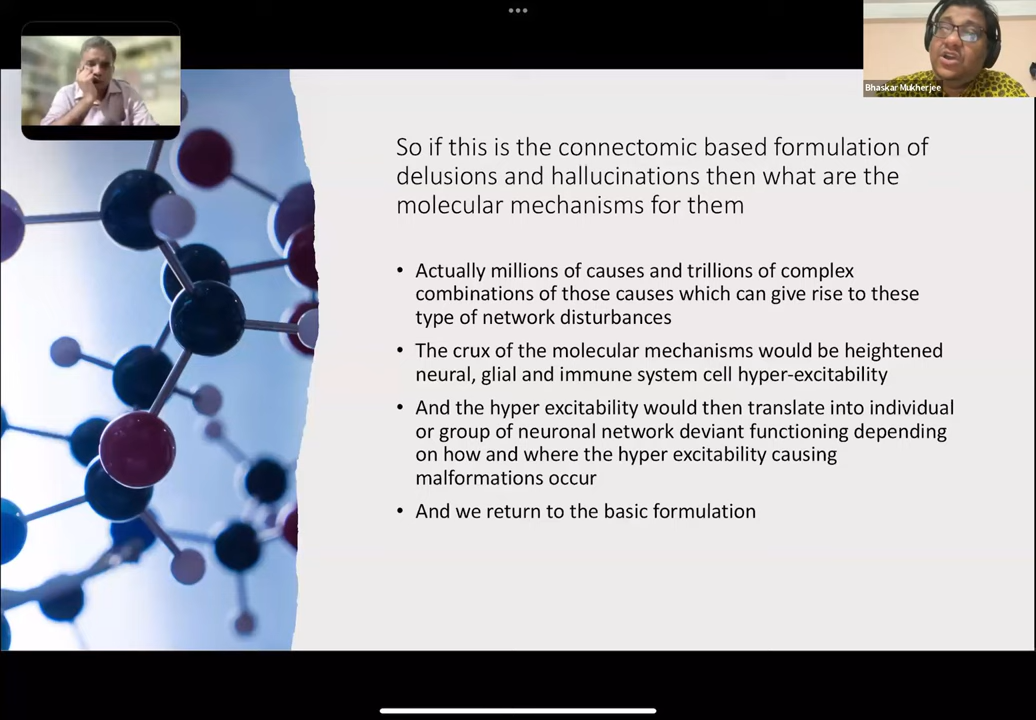 Bhaskar Mukherjee
So if this is the connectomic based formulation of
delusions and hallucinations then what are the
molecular mechanisms for them
• Actually millions of causes and trillions of complex
combinations of those causes which can give rise to these
type of network disturbances
• The crux of the molecular mechanisms would be heightened
neural, glial and immune system cell hyper-excitability
• And the hyper excitability would then translate into individual
or group of neuronal network deviant functioning depending
on how and where the hyper excitability causing
malformations occur
• And we return to the basic formulation